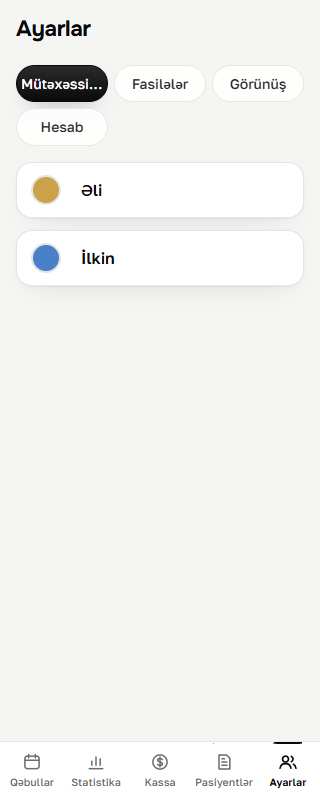 Ayarlar
Mütəxəssi...
Fasilələr
Görünüş
Hesab
Əli
İlkin
Qəbullar
Statistika
Kassa
Pasiyentlər
Ayarlar